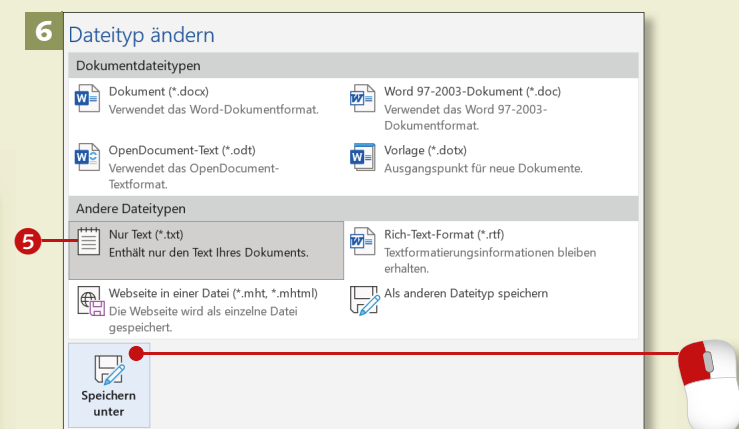 6
Dateityp ändern
Dokumentdateitypen
Dokument (*.docx)
Verwendet das Word-Dokumentformat.
Word 97-2003-Dokument (*.doc)
Verwendet das Word 97-2003-
Dokumentformat.
OpenDocument-Text (*.odt)
Verwendet das OpenDocument-
Textformat.
Vorlage (*.dotx)
Ausgangspunkt für neue Dokumente.
Andere Dateitypen
5
Nur Text (*.txt)
Enthält nur den Text Ihres Dokuments.
Rich-Text-Format (*.rtf)
Textformatierungsinformationen bleiben
erhalten.
Webseite in einer Datei (*.mht, *.mhtml)
Die Webseite wird als einzelne Datei
gespeichert.
Als anderen Dateityp speichern
Speichern
unter